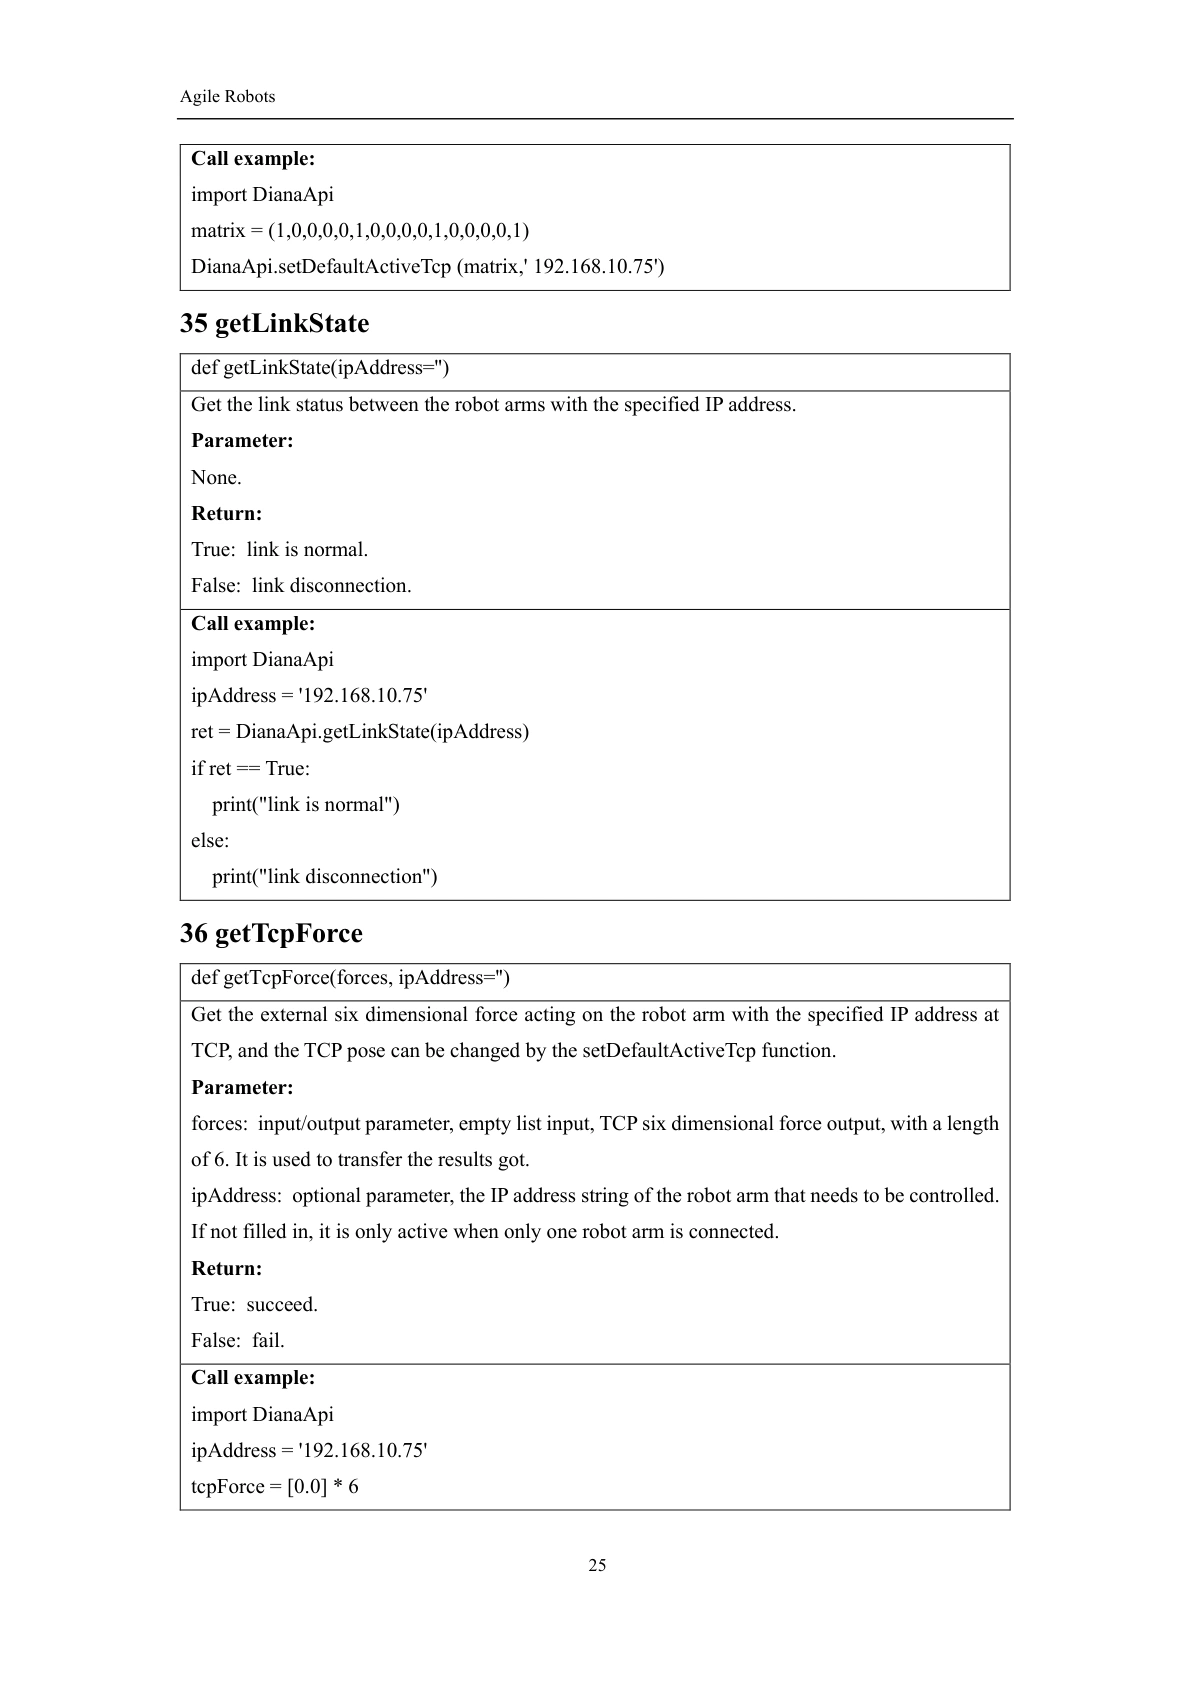 Agile Robots
Call example:
import DianaApi
matrix = (1,0,0,0,0,1,0,0,0,0,1,0,0,0,0,1)
DianaApi.setDefaultActiveTcp (matrix,' 192.168.10.75')
35 getLinkState
def getLinkState(ipAddress='')
Get the link status between the robot arms with the specified IP address.
Parameter:
None.
Return:
True:  link is normal.
False:  link disconnection.
Call example:
import DianaApi
ipAddress = '192.168.10.75'
ret = DianaApi.getLinkState(ipAddress)
if ret == True:
    print("link is normal")
else:
    print("link disconnection")
36 getTcpForce
def getTcpForce(forces, ipAddress='')
Get the external six dimensional force acting on the robot arm with the specified IP address at
TCP, and the TCP pose can be changed by the setDefaultActiveTcp function.
Parameter:
forces:  input/output parameter, empty list input, TCP six dimensional force output, with a length
of 6. It is used to transfer the results got.
ipAddress:  optional parameter, the IP address string of the robot arm that needs to be controlled.
If not filled in, it is only active when only one robot arm is connected.
Return:
True:  succeed.
False:  fail.
Call example:
import DianaApi
ipAddress = '192.168.10.75'
tcpForce = [0.0] * 6
25